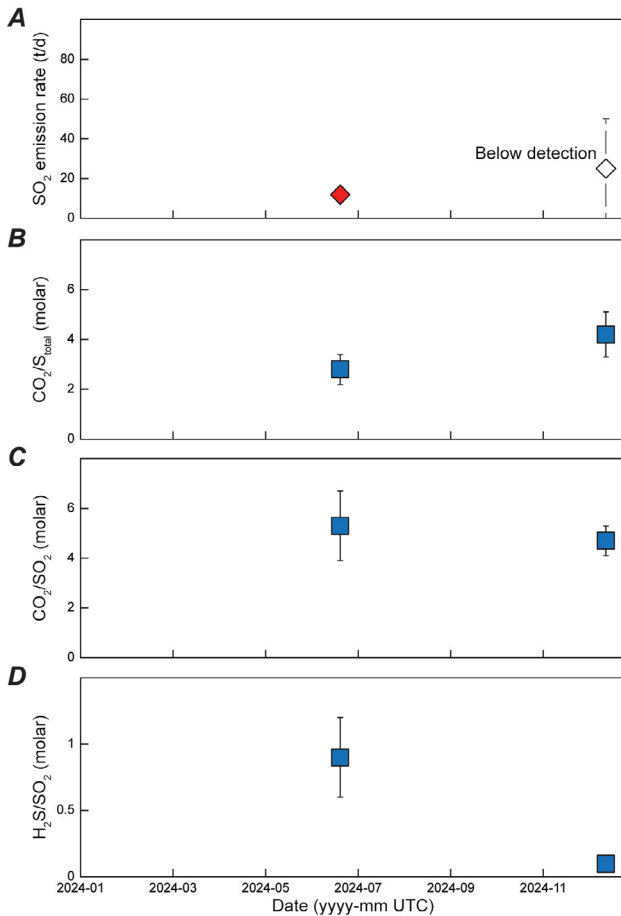 A
SO2 emission rate (t/d)
80
60
40
20
0
Below detection
B
CO2/Stotal (molar)
6
4
2
0
C
CO2/SO2 (molar)
6
4
2
0
D
H2S/SO2 (molar)
1
0.5
0
2024-01 2024-03 2024-05 2024-07 2024-09 2024-11
Date (yyyy-mm UTC)